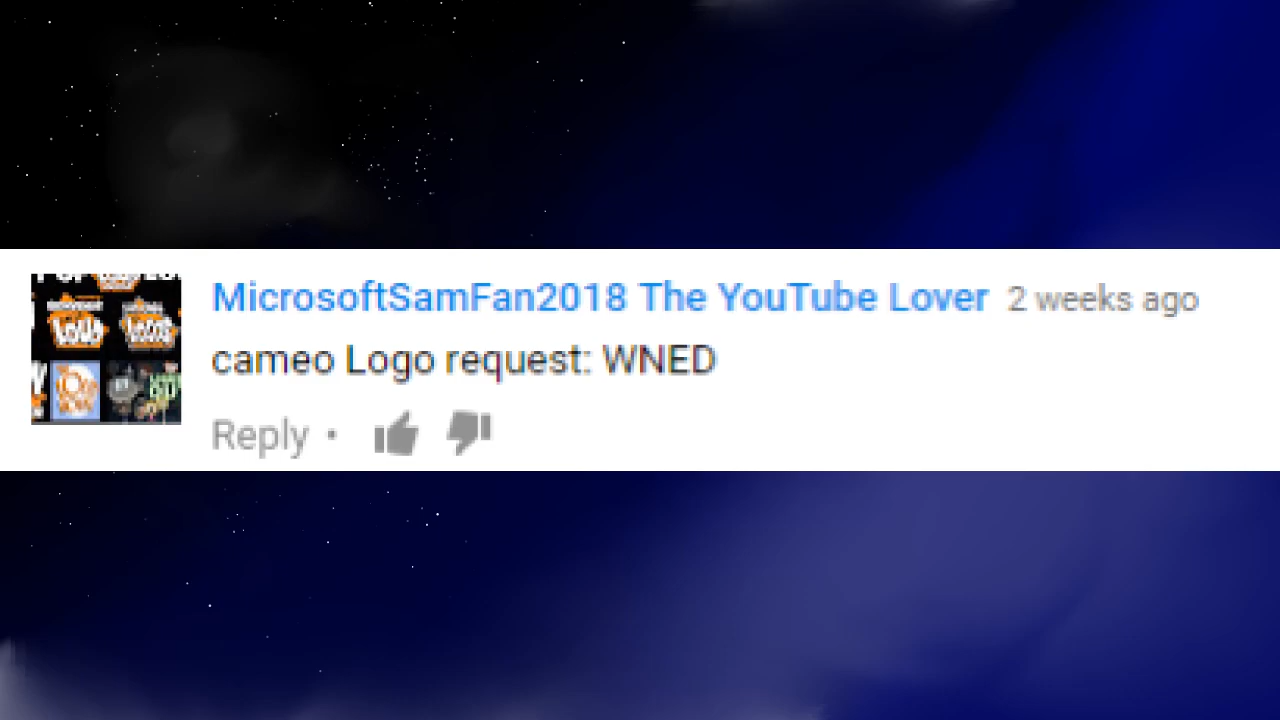 MicrosoftSamFan2018 The YouTube Lover 2 weeks ago
cameo Logo request: WNED
Reply •